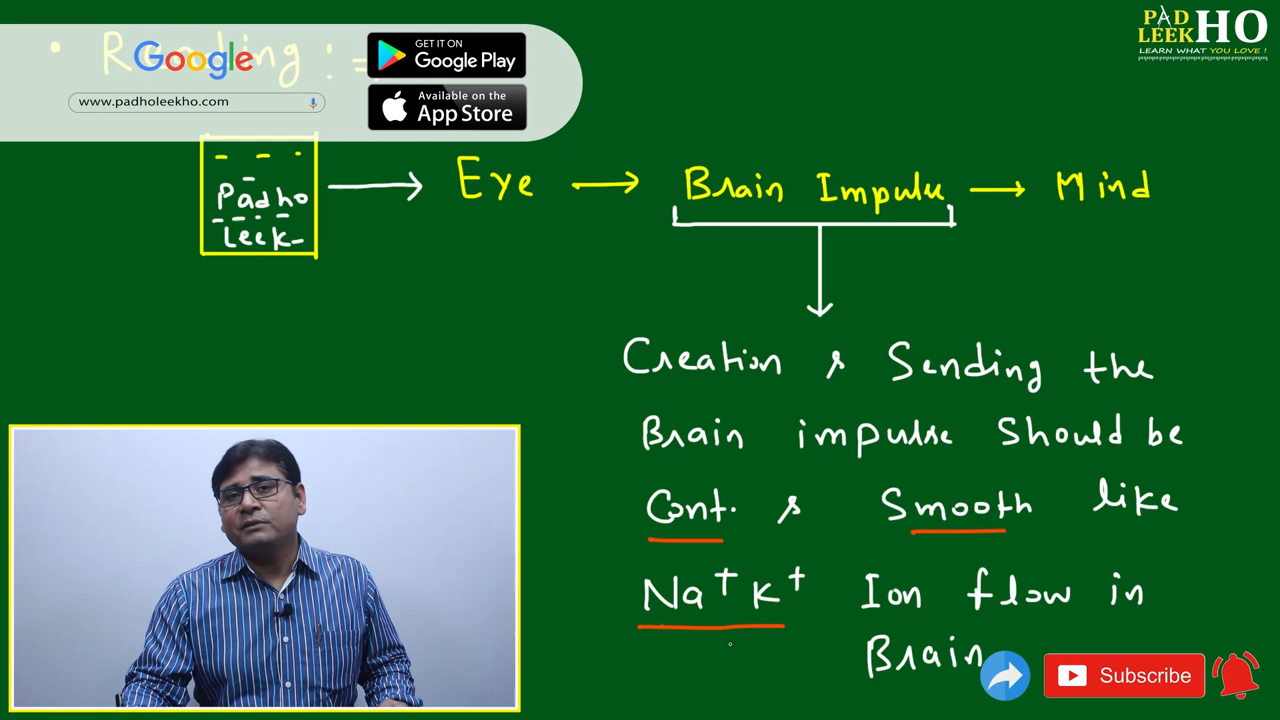 PAD
LEEK HO
LEARN WHAT YOU LOVE !
• Reading :
Google
www.padholeekho.com
GET IT ON
Google Play
Available on the
App Store
Padho
Leek
Eye
Brain Impulse
Mind
Creation & Sending the
Brain impulse Should be
Cont. & Smooth like
Na+ K+ Ion flow in
Brain
Subscribe